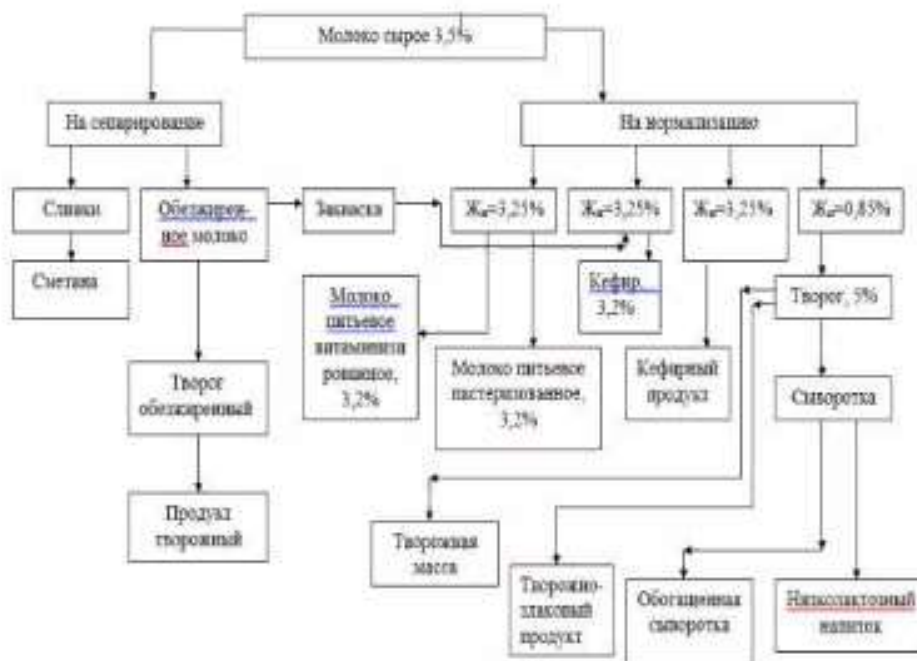 Молоко сырое 3,5%
На сепарирование
На нормализацию
Сливки
Обезжирен-
ное молоко
Закваска
Жн=3,25%
Жн=3,25%
Жн=3,25%
Жн=0,85%
Сметана
Молоко
питьевое
витаминизи
рованное,
3,2%
Кефир,
3,2%
Творог, 5%
Творог
обезжиренный
Молоко питьевое
пастеризованное,
3,2%
Кефирный
продукт
Сыворотка
Продукт
творожный
Творожная
масса
Творожно-
злаковый
продукт
Обогащенная
сыворотка
Низколактозный
напиток